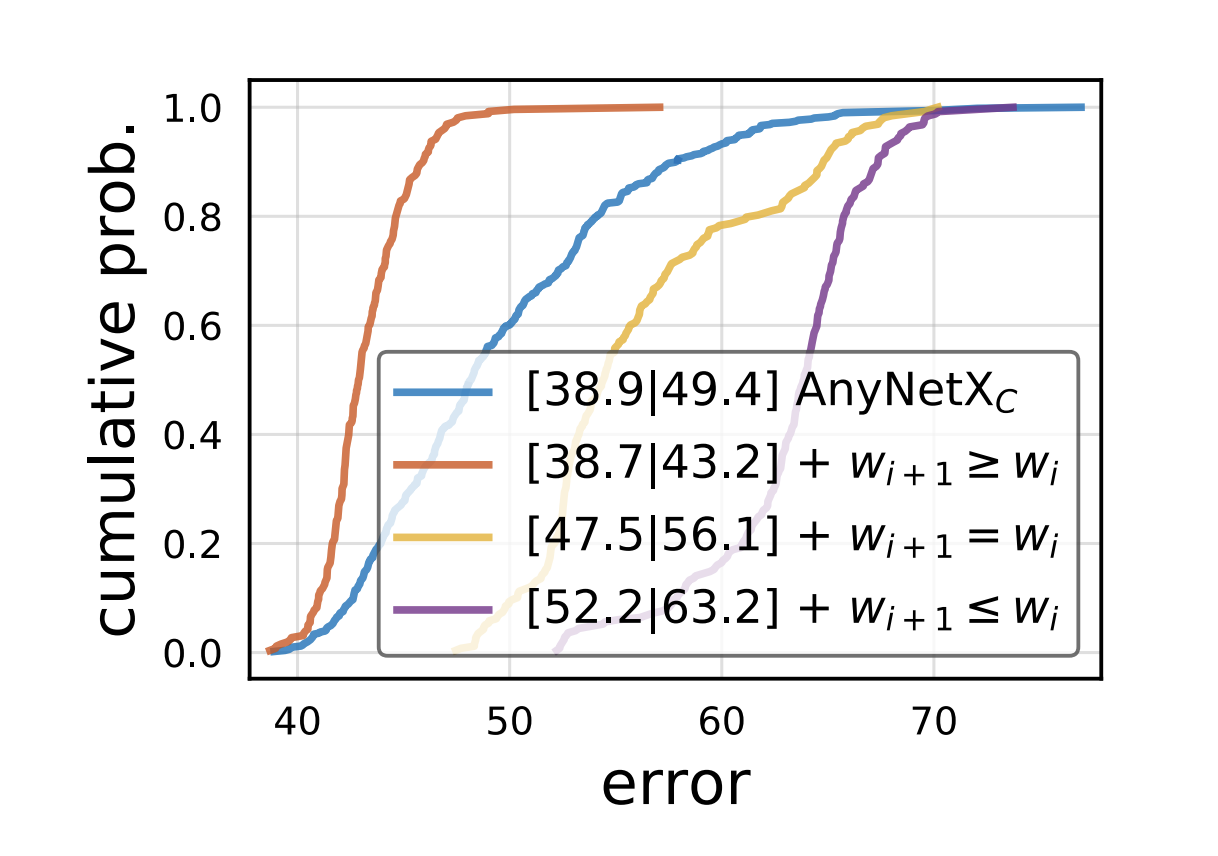 cumulative prob.
1.0
0.8
0.6
0.4
0.2
0.0
[38.9|49.4] AnyNetX_C
[38.7|43.2] + w_{i+1} ≥ w_i
[47.5|56.1] + w_{i+1} = w_i
[52.2|63.2] + w_{i+1} ≤ w_i
40 50 60 70
error